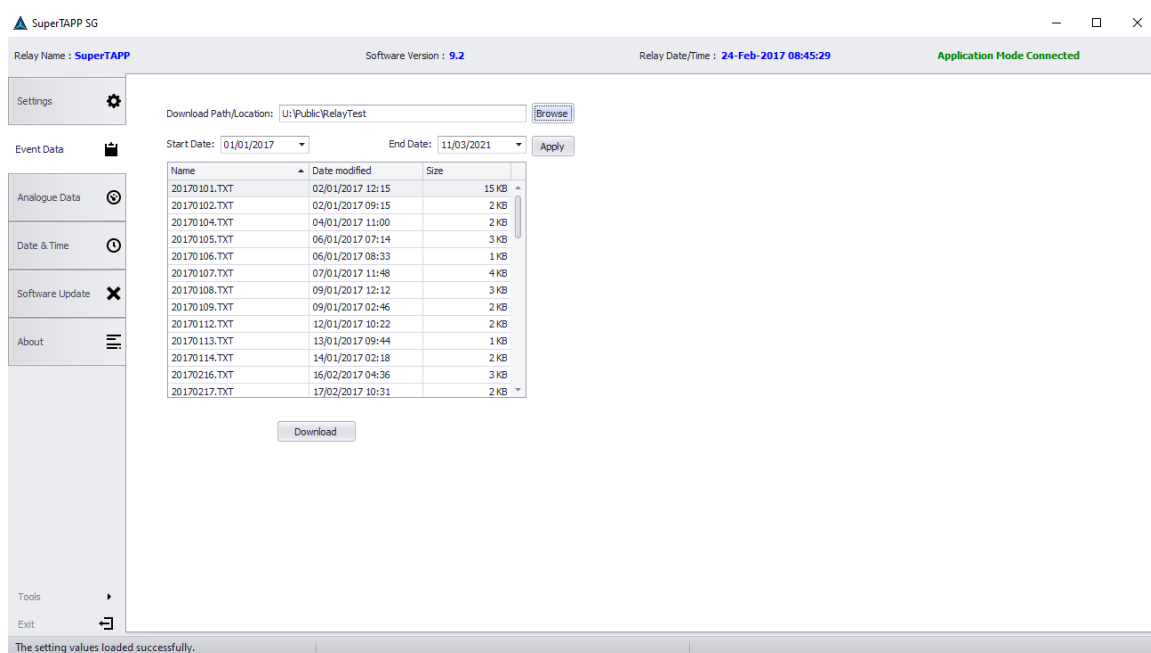 SuperTAPP SG
Relay Name : SuperTAPP Software Version : 9.2 Relay Date/Time : 24-Feb-2017 08:45:29 Application Mode Connected
Settings
Event Data
Analogue Data
Date & Time
Software Update
About
Tools
Exit
Download Path/Location: U:\Public\RelayTest Browse
Start Date: 01/01/2017 End Date: 11/03/2021 Apply
Name Date modified Size
20170101.TXT 02/01/2017 12:15 15 KB
20170102.TXT 02/01/2017 09:15 2 KB
20170104.TXT 04/01/2017 11:00 2 KB
20170105.TXT 06/01/2017 07:14 3 KB
20170106.TXT 06/01/2017 08:33 1 KB
20170107.TXT 07/01/2017 11:48 4 KB
20170108.TXT 09/01/2017 12:12 3 KB
20170109.TXT 09/01/2017 02:46 2 KB
20170112.TXT 12/01/2017 10:22 2 KB
20170113.TXT 13/01/2017 09:44 1 KB
20170114.TXT 14/01/2017 02:18 2 KB
20170216.TXT 16/02/2017 04:36 3 KB
20170217.TXT 17/02/2017 10:31 2 KB
Download
The setting values loaded successfully.